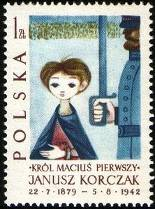 1 ZŁ
POLSKA
·KRÓL MACIUŚ PIERWSZY·
JANUSZ KORCZAK
22·7·1879 — 5·8·1942